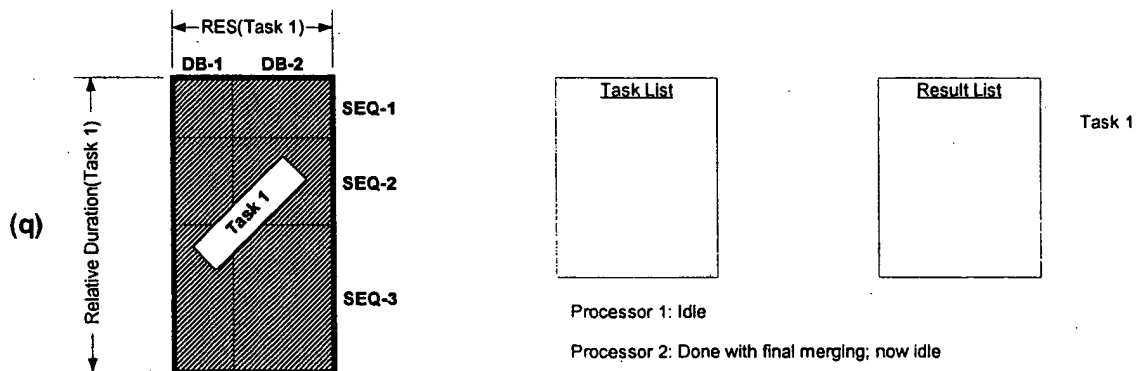 RES(Task 1)
DB-1 DB-2
SEQ-1
SEQ-2
SEQ-3
Task 1
Relative Duration(Task 1)
(q)
Task List
Result List
Task 1
Processor 1: Idle
Processor 2: Done with final merging; now idle